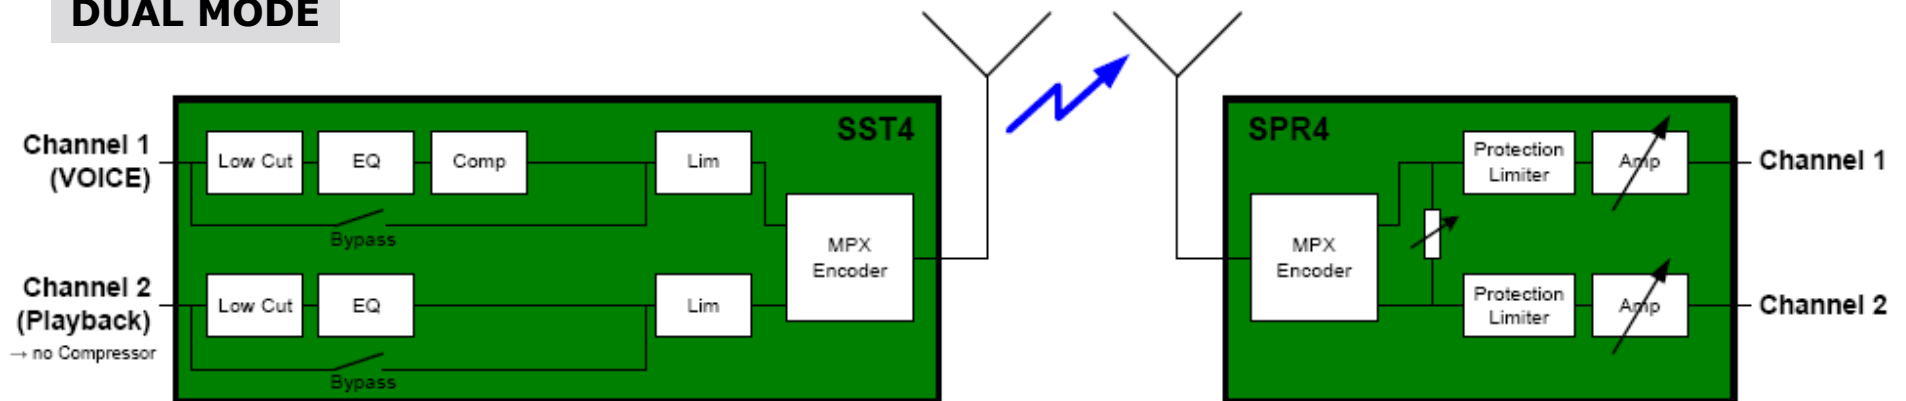 DUAL MODE
SST4
SPR4
Channel 1
(VOICE)
Low Cut
EQ
Comp
Lim
Bypass
MPX
Encoder
Channel 2
(Playback)
→ no Compressor
Low Cut
EQ
Lim
Bypass
MPX
Encoder
Protection
Limiter
Amp
Channel 1
Protection
Limiter
Amp
Channel 2